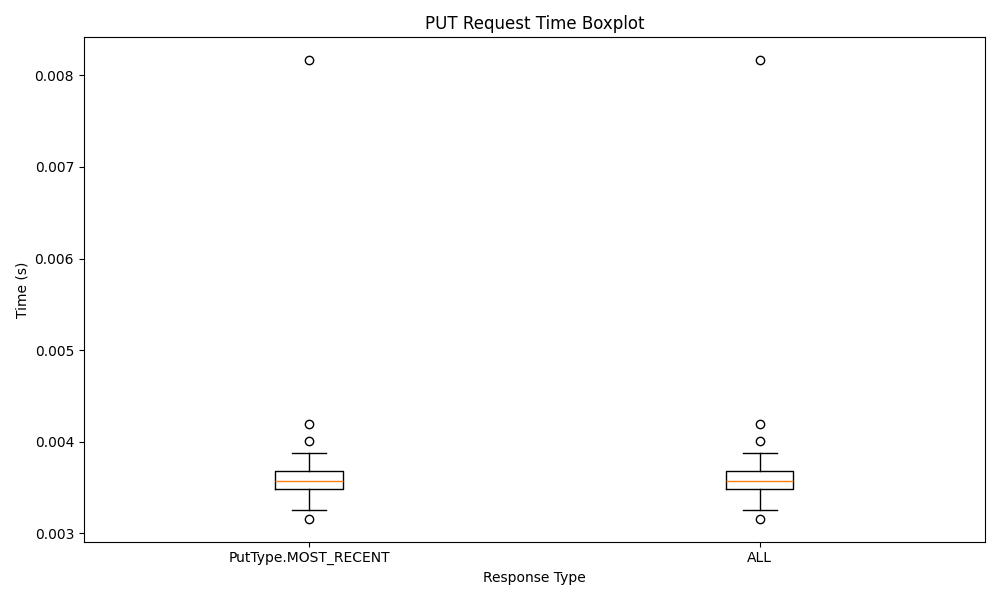 PUT Request Time Boxplot
0.008
0.007
0.006
0.005
0.004
0.003
Time (s)
PutType.MOST_RECENT
ALL
Response Type